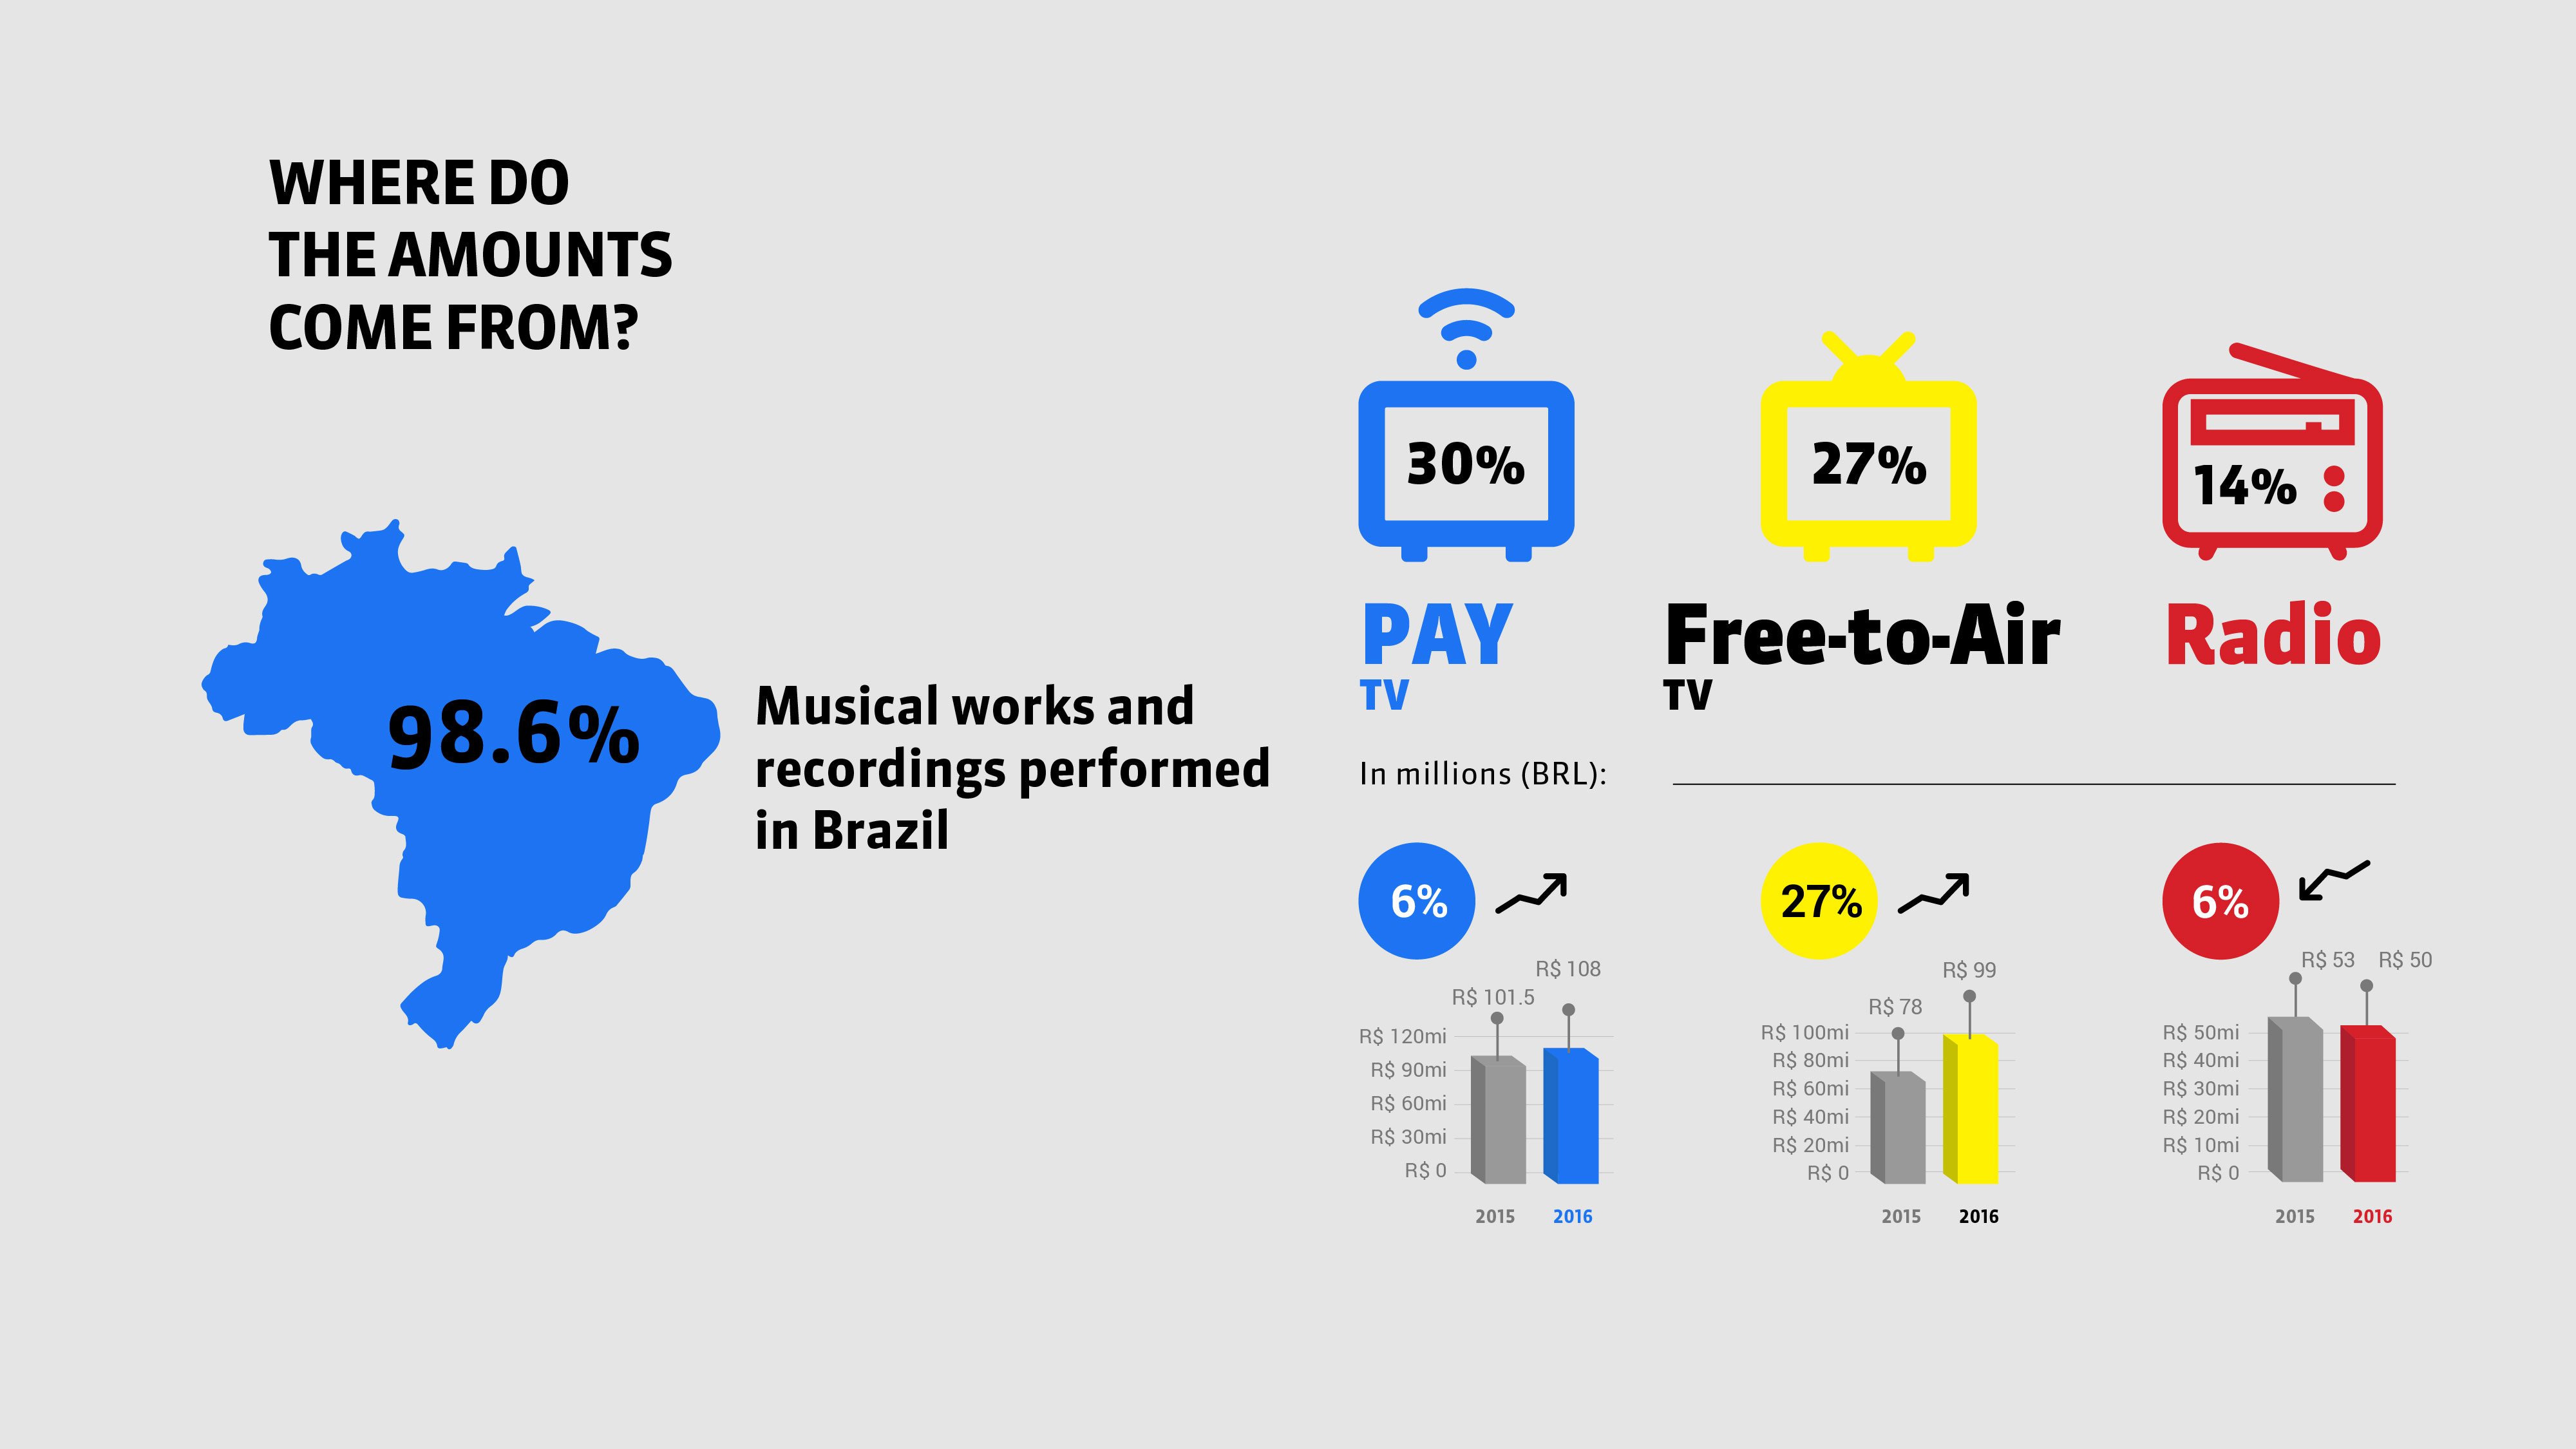 WHERE DO
THE AMOUNTS
COME FROM?
98.6%
Musical works and
recordings performed
in Brazil
30%
PAY
TV
27%
Free-to-Air
TV
14%
Radio
In millions (BRL):
6%
R$ 101.5
R$ 108
R$ 120mi
R$ 90mi
R$ 60mi
R$ 30mi
R$ 0
2015 2016
27%
R$ 78
R$ 99
R$ 100mi
R$ 80mi
R$ 60mi
R$ 40mi
R$ 20mi
R$ 0
2015 2016
6%
R$ 53 R$ 50
R$ 50mi
R$ 40mi
R$ 30mi
R$ 20mi
R$ 10mi
R$ 0
2015 2016